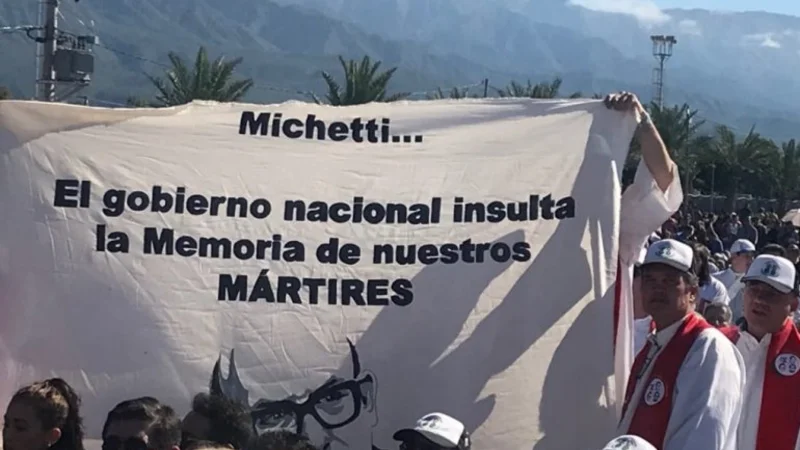 Michetti...
El gobierno nacional insulta
la Memoria de nuestros
MÁRTIRES